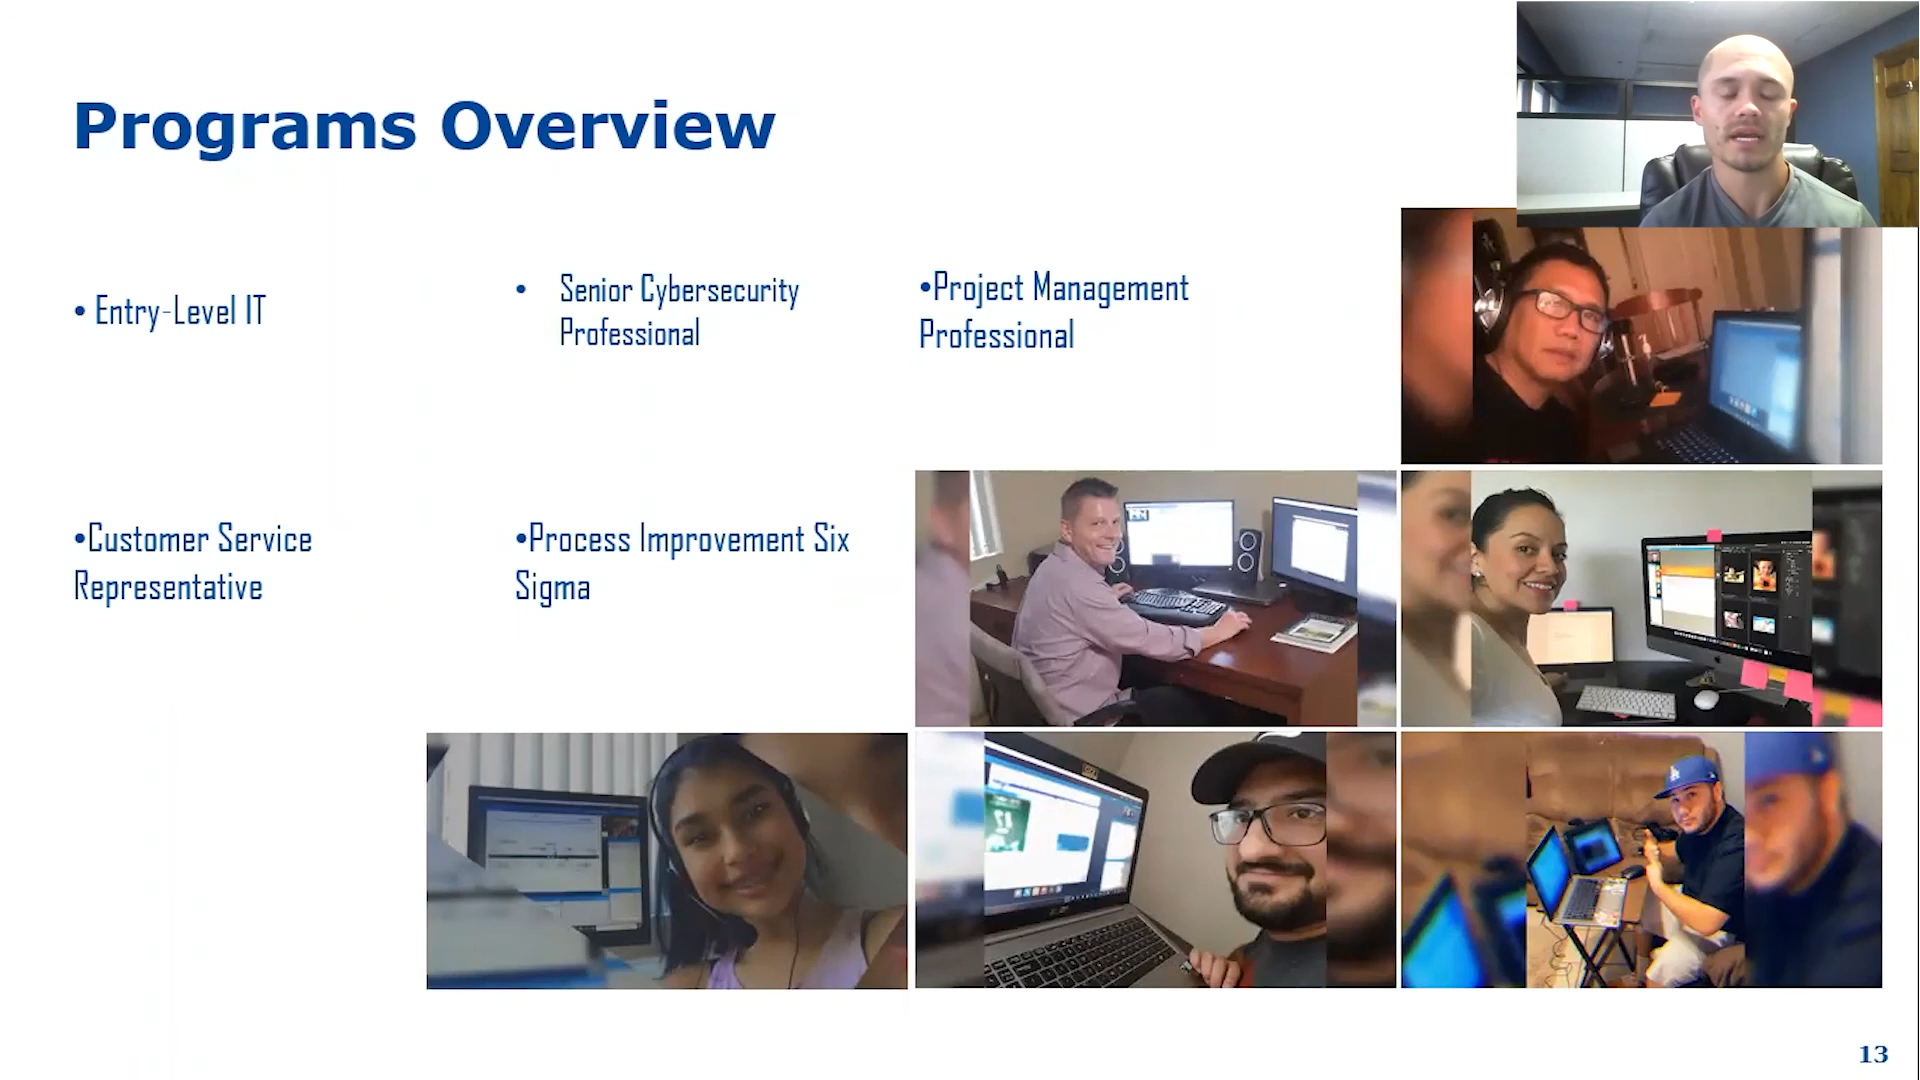 Programs Overview
• Entry-Level IT
• Senior Cybersecurity
Professional
•Project Management
Professional
•Customer Service
Representative
•Process Improvement Six
Sigma
13